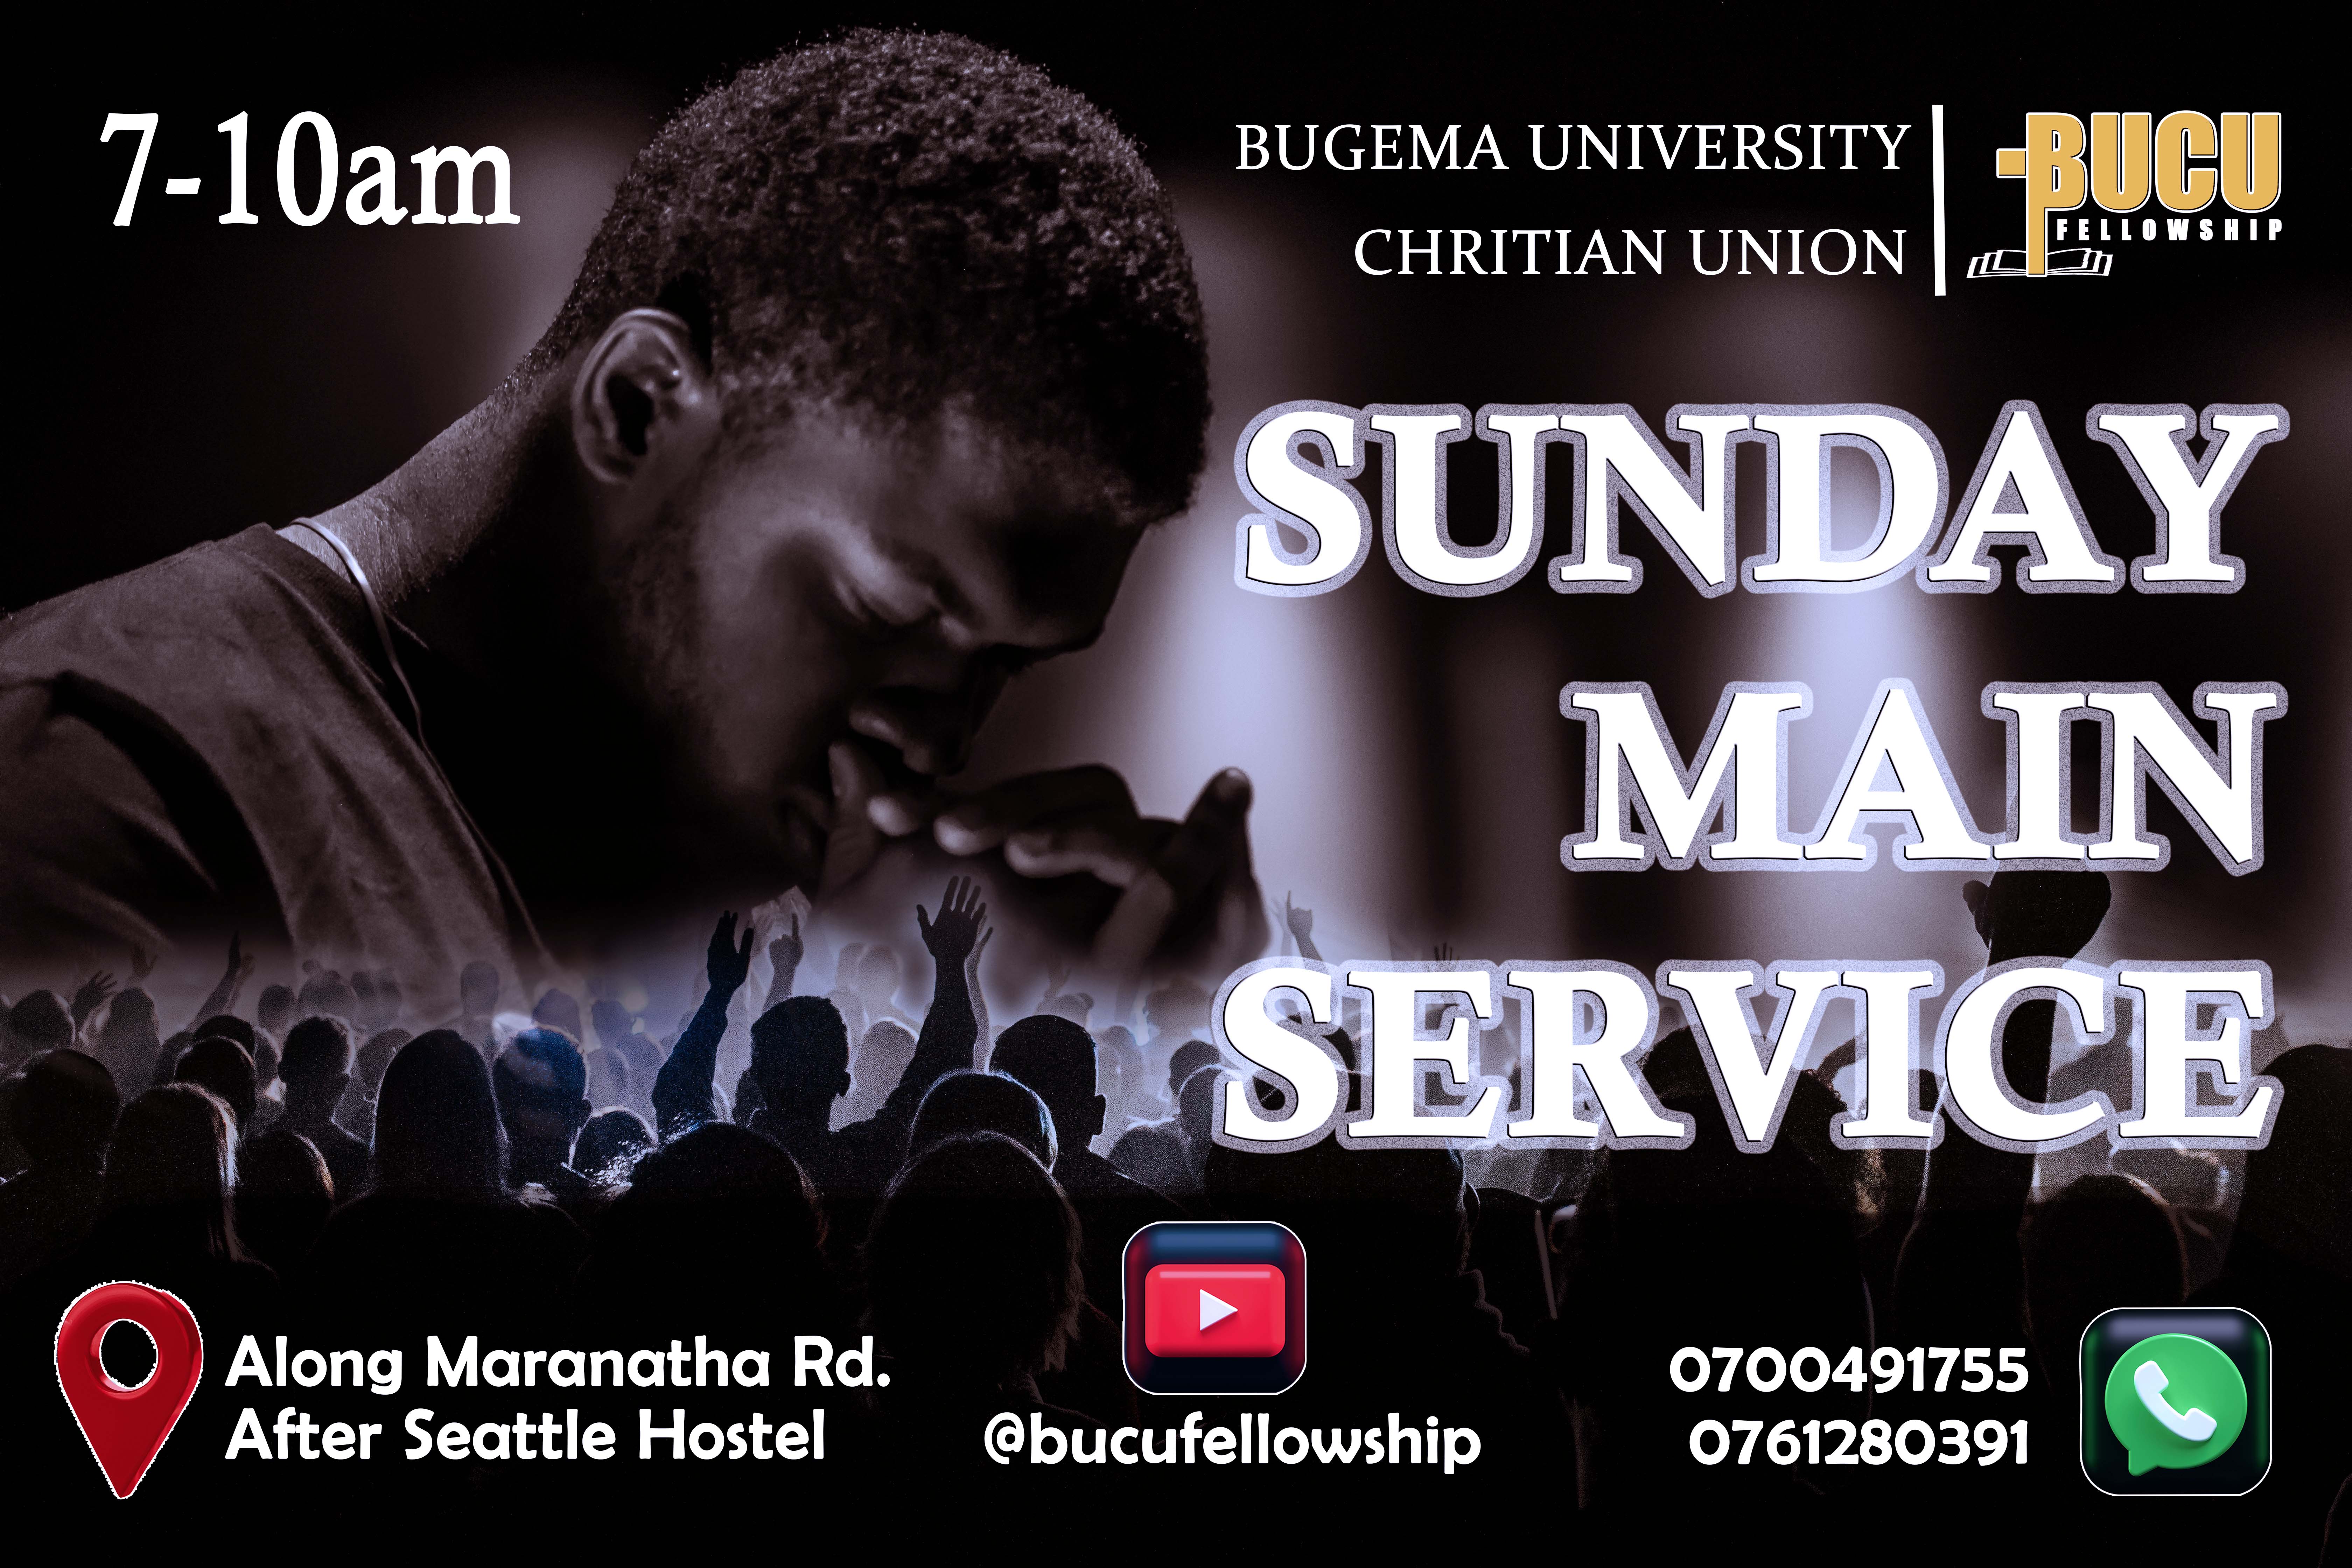 7-10am
BUGEMA UNIVERSITY
CHRITIAN UNION
BUCU
FELLOWSHIP
SUNDAY
MAIN
SERVICE
Along Maranatha Rd.
After Seattle Hostel
@bucufellowship
0700491755
0761280391